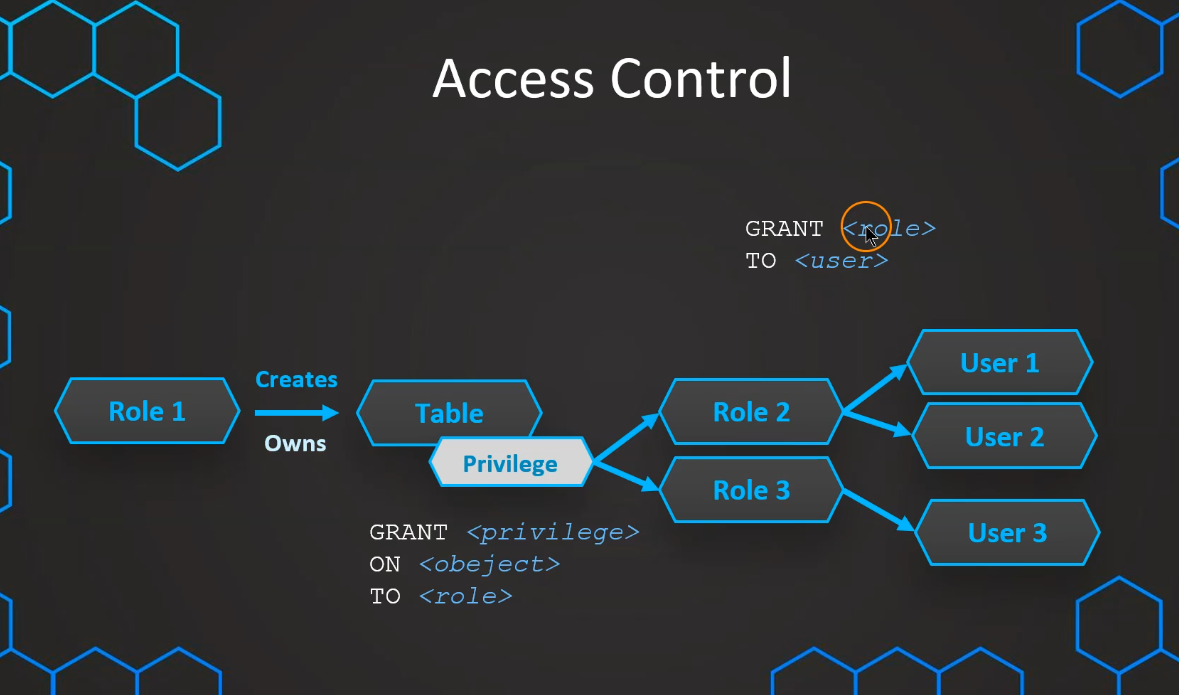 Access Control
GRANT <role>
TO <user>
Role 1
Creates
Owns
Table
Privilege
Role 2
Role 3
User 1
User 2
User 3
GRANT <privilege>
ON <obeject>
TO <role>